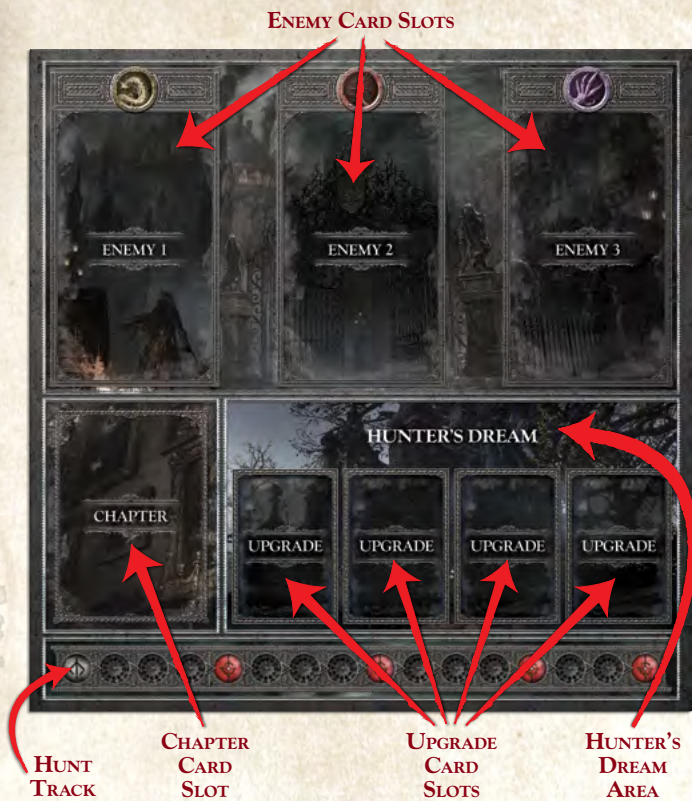 ENEMY CARD SLOTS
ENEMY 1
ENEMY 2
ENEMY 3
HUNTER'S DREAM
CHAPTER
UPGRADE
UPGRADE
UPGRADE
UPGRADE
HUNT
TRACK
CHAPTER
CARD
SLOT
UPGRADE
CARD
SLOTS
HUNTER'S
DREAM
AREA